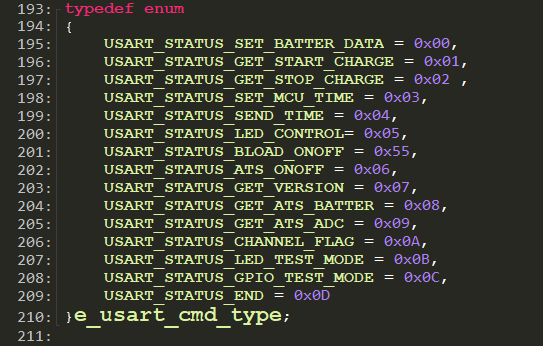 193: typedef enum
194: {
195: USART_STATUS_SET_BATTER_DATA = 0x00,
196: USART_STATUS_GET_START_CHARGE = 0x01,
197: USART_STATUS_GET_STOP_CHARGE = 0x02 ,
198: USART_STATUS_SET_MCU_TIME = 0x03,
199: USART_STATUS_SEND_TIME = 0x04,
200: USART_STATUS_LED_CONTROL= 0x05,
201: USART_STATUS_BLOAD_ONOFF = 0x55,
202: USART_STATUS_ATS_ONOFF = 0x06,
203: USART_STATUS_GET_VERSION = 0x07,
204: USART_STATUS_GET_ATS_BATTER = 0x08,
205: USART_STATUS_GET_ATS_ADC = 0x09,
206: USART_STATUS_CHANNEL_FLAG = 0x0A,
207: USART_STATUS_LED_TEST_MODE = 0x0B,
208: USART_STATUS_GPIO_TEST_MODE = 0x0C,
209: USART_STATUS_END = 0x0D
210: }e_usart_cmd_type;
211: